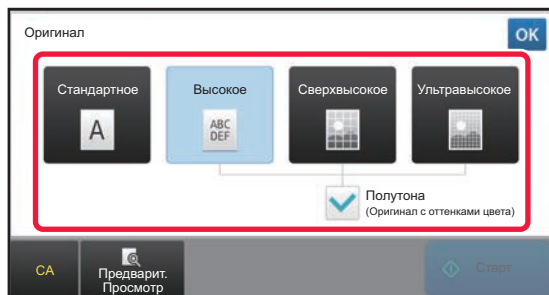 Оригинал
OK
Стандартное
Высокое
Сверхвысокое
Ультравысокое
A
ABC
DEF
Полутона
(Оригинал с оттенками цвета)
CA
Предварит.
Просмотр
Старт